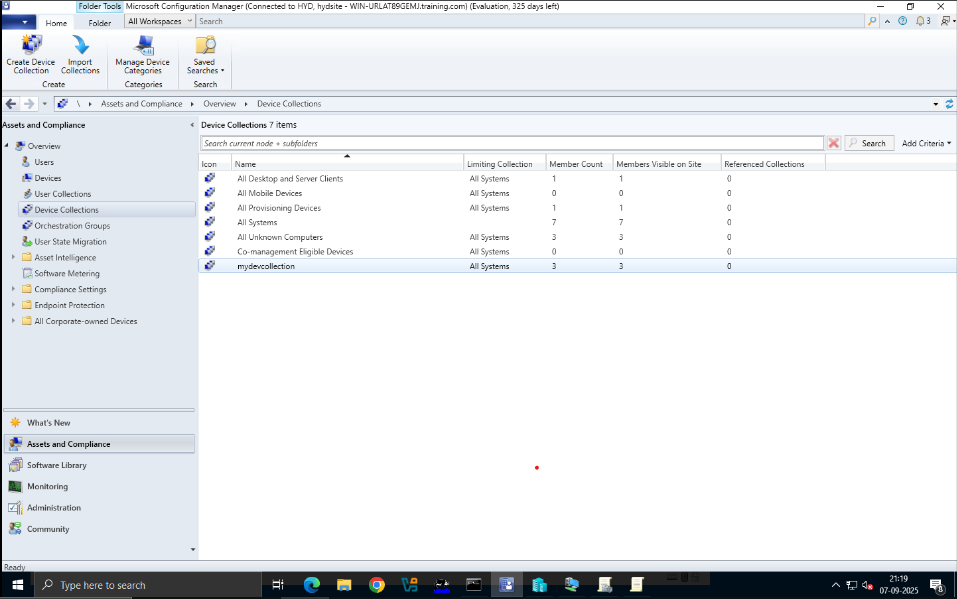 Folder Tools Microsoft Configuration Manager (Connected to HYD, hydsite - WIN-URLAT89GEMJ.training.com) (Evaluation, 325 days left)
Home Folder All Workspaces Search 3
Create Device Collection Import Collections Manage Device Categories Saved Searches
Create Categories Search
\ Assets and Compliance Overview Device Collections
Assets and Compliance
Overview
Users
Devices
User Collections
Device Collections
Orchestration Groups
User State Migration
Asset Intelligence
Software Metering
Compliance Settings
Endpoint Protection
All Corporate-owned Devices
What's New
Assets and Compliance
Software Library
Monitoring
Administration
Community
Device Collections 7 items
Search current node + subfolders Search Add Criteria
Icon Name Limiting Collection Member Count Members Visible on Site Referenced Collections
All Desktop and Server Clients All Systems 1 1 0
All Mobile Devices All Systems 0 0 0
All Provisioning Devices All Systems 1 1 0
All Systems 7 7 0
All Unknown Computers All Systems 3 3 0
Co-management Eligible Devices All Systems 0 0 0
mydevcollection All Systems 3 3 0
Ready
Type here to search 21:19
07-09-2025 8